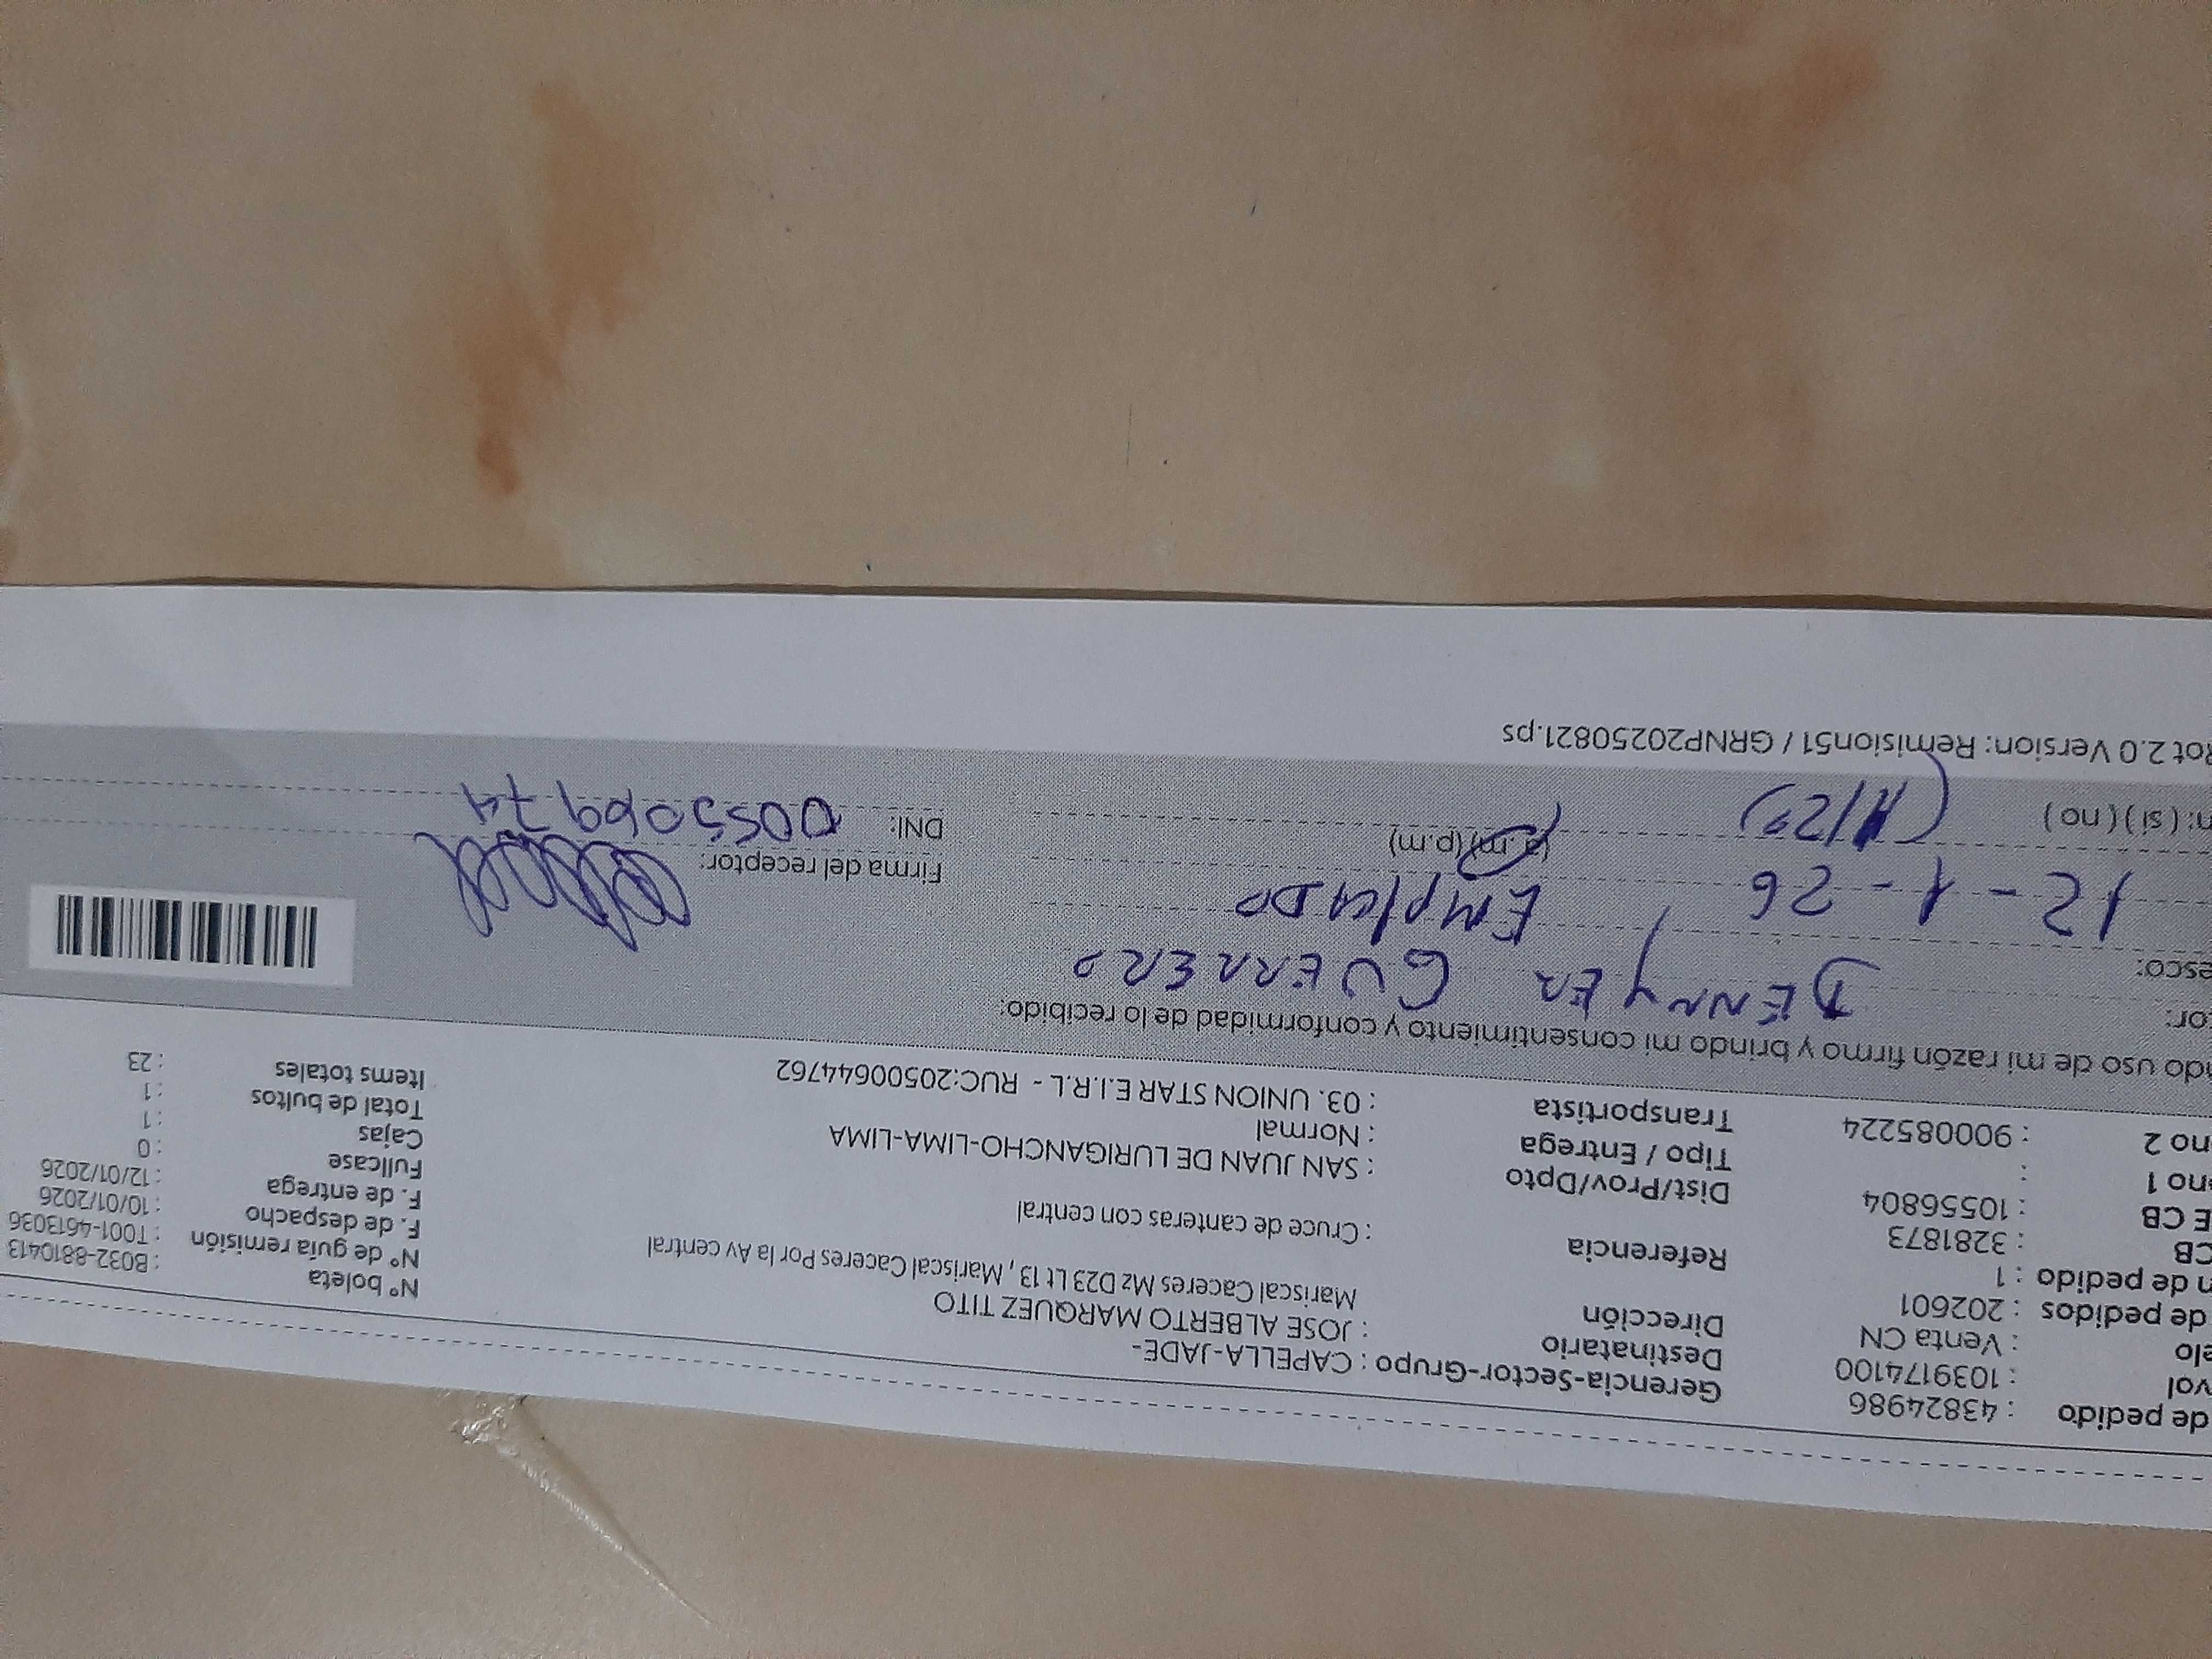 de pedido : 43824986
vol : 1039174100
elo : Venta CN
de pedidos : 202601
n de pedido : 1
CB : 3281873
E CB : 10556804
no 1 :
no 2 : 900085224
Gerencia-Sector-Grupo : CAPELLA-JADE-
Destinatario : JOSE ALBERTO MARQUEZ TITO
Dirección Mariscal Caceres Mz D23 Lt 13 , Mariscal Caceres Por la Av central
Referencia : Cruce de canteras con central
Dist/Prov/Dpto : SAN JUAN DE LURIGANCHO-LIMA-LIMA
Tipo / Entrega : Normal
Transportista : 03. UNION STAR E.I.R.L - RUC:20500644762
N° boleta : B032-8810413
N° de guía remisión : T001-4613036
F. de despacho : 10/01/2026
F. de entrega : 12/01/2026
Fullcase : 0
Cajas : 1
Total de bultos : 1
Items totales : 23
ndo uso de mi razón firmo y brindo mi consentimiento y conformidad de lo recibido:
tor: DENNYER GUERRERO
esco: EMPLEADO
12-1-26 (a.m) (p.m)
n: ( si ) ( no )
Firma del receptor:
DNI:
Rot 2.0 Version: Remision51 / GRNP20250821.ps